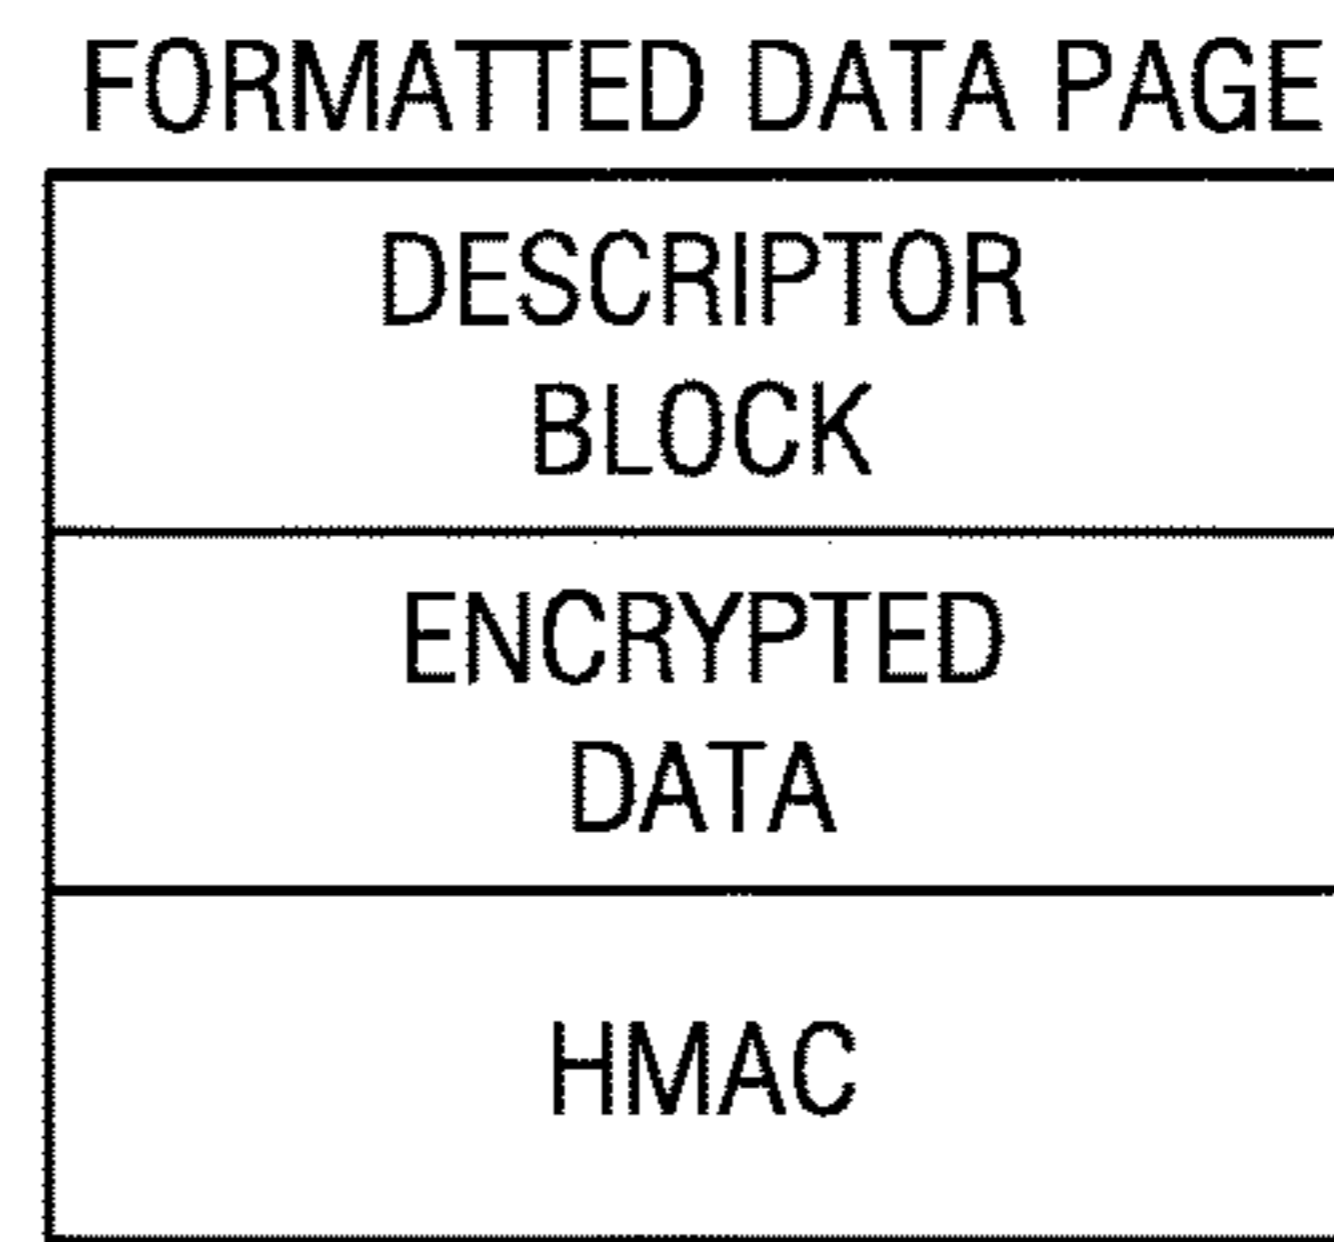 FORMATTED DATA PAGE
DESCRIPTOR
BLOCK
ENCRYPTED
DATA
HMAC